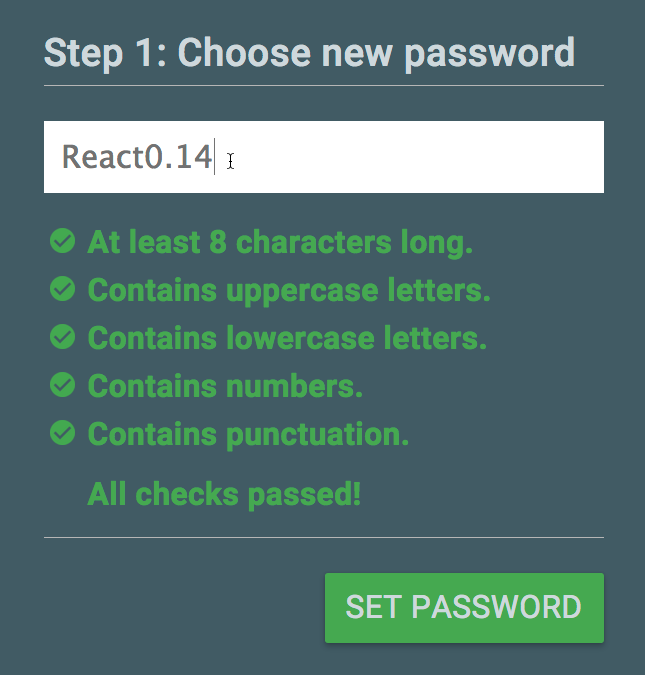 Step 1: Choose new password
React0.14
At least 8 characters long.
Contains uppercase letters.
Contains lowercase letters.
Contains numbers.
Contains punctuation.
All checks passed!
SET PASSWORD